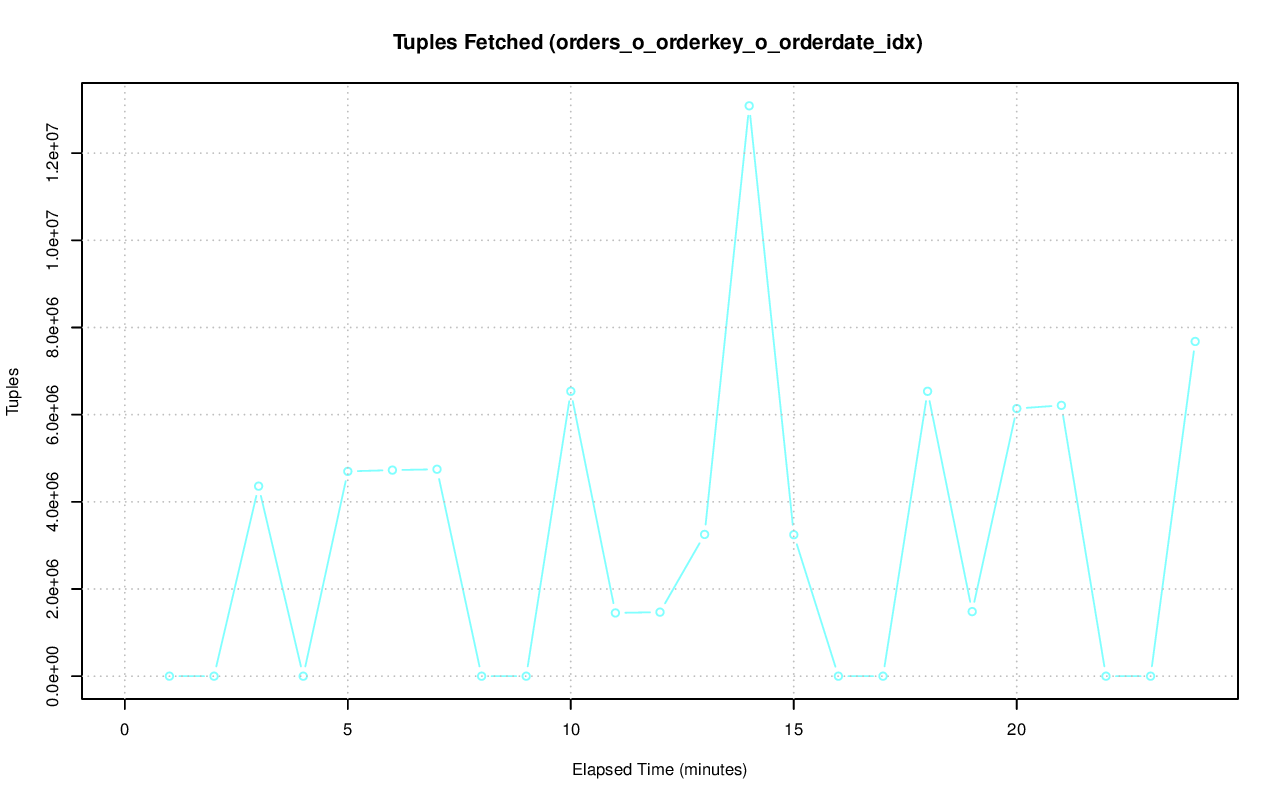 Tuples Fetched (orders_o_orderkey_o_orderdate_idx)
Tuples
1.2e+07
1.0e+07
8.0e+06
6.0e+06
4.0e+06
2.0e+06
0.0e+00
0 5 10 15 20
Elapsed Time (minutes)